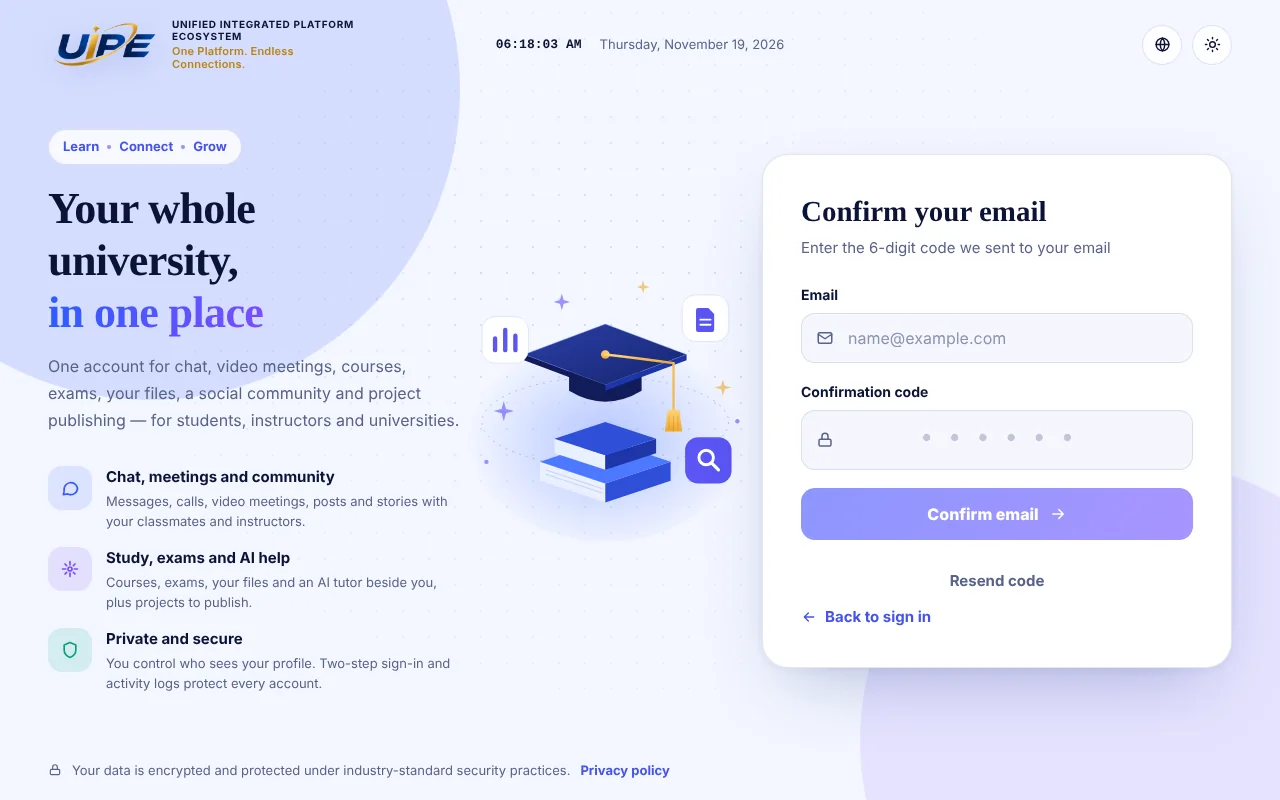 UiPE
UNIFIED INTEGRATED PLATFORM
ECOSYSTEM
One Platform. Endless
Connections.
06:18:03 AM Thursday, November 19, 2026
Learn • Connect • Grow
Your whole
university,
in one place
One account for chat, video meetings, courses,
exams, your files, a social community and project
publishing — for students, instructors and universities.
Chat, meetings and community
Messages, calls, video meetings, posts and stories with
your classmates and instructors.
Study, exams and AI help
Courses, exams, your files and an AI tutor beside you,
plus projects to publish.
Private and secure
You control who sees your profile. Two-step sign-in and
activity logs protect every account.
Confirm your email
Enter the 6-digit code we sent to your email
Email
name@example.com
Confirmation code
••••••
Confirm email →
Resend code
← Back to sign in
Your data is encrypted and protected under industry-standard security practices. Privacy policy